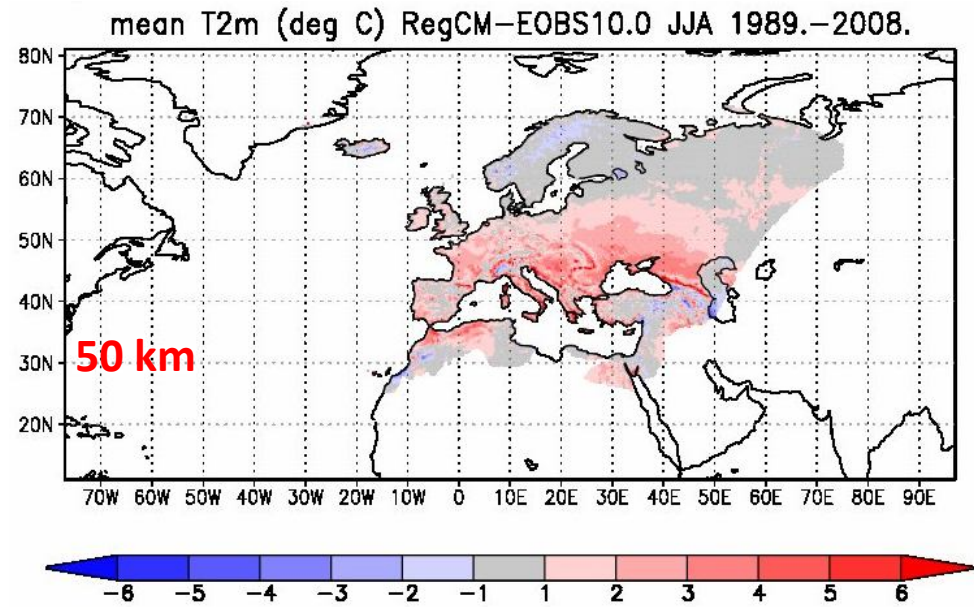 mean T2m (deg C) RegCM-EOBS10.0 JJA 1989.-2008.
80N
70N
60N
50N
40N
30N
20N
50 km
70W 60W 50W 40W 30W 20W 10W 0 10E 20E 30E 40E 50E 60E 70E 80E 90E
-6 -5 -4 -3 -2 -1 1 2 3 4 5 6